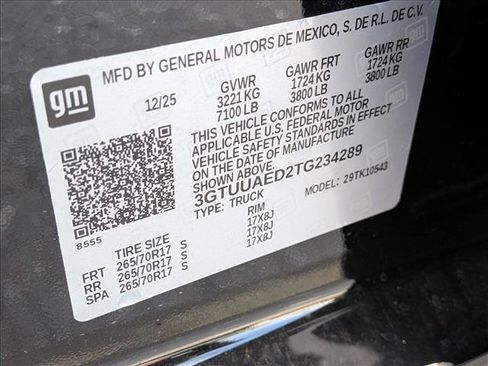 MFD BY GENERAL MOTORS DE MEXICO, S. DE R.L. DE C.V.
gm
12/25 GVWR GAWR FRT GAWR RR
3221 KG 1724 KG 1724 KG
7100 LB 3800 LB 3800 LB
THIS VEHICLE CONFORMS TO ALL
APPLICABLE U.S. FEDERAL MOTOR
VEHICLE SAFETY STANDARDS IN EFFECT
ON THE DATE OF MANUFACTURE SHOWN ABOVE.
3GTUUAED2TG234289
TYPE: TRUCK MODEL: 29TK10543
8555
TIRE SIZE RIM
FRT 265/70R17 S 17X8J
RR 265/70R17 S 17X8J
SPA 265/70R17 S 17X8J